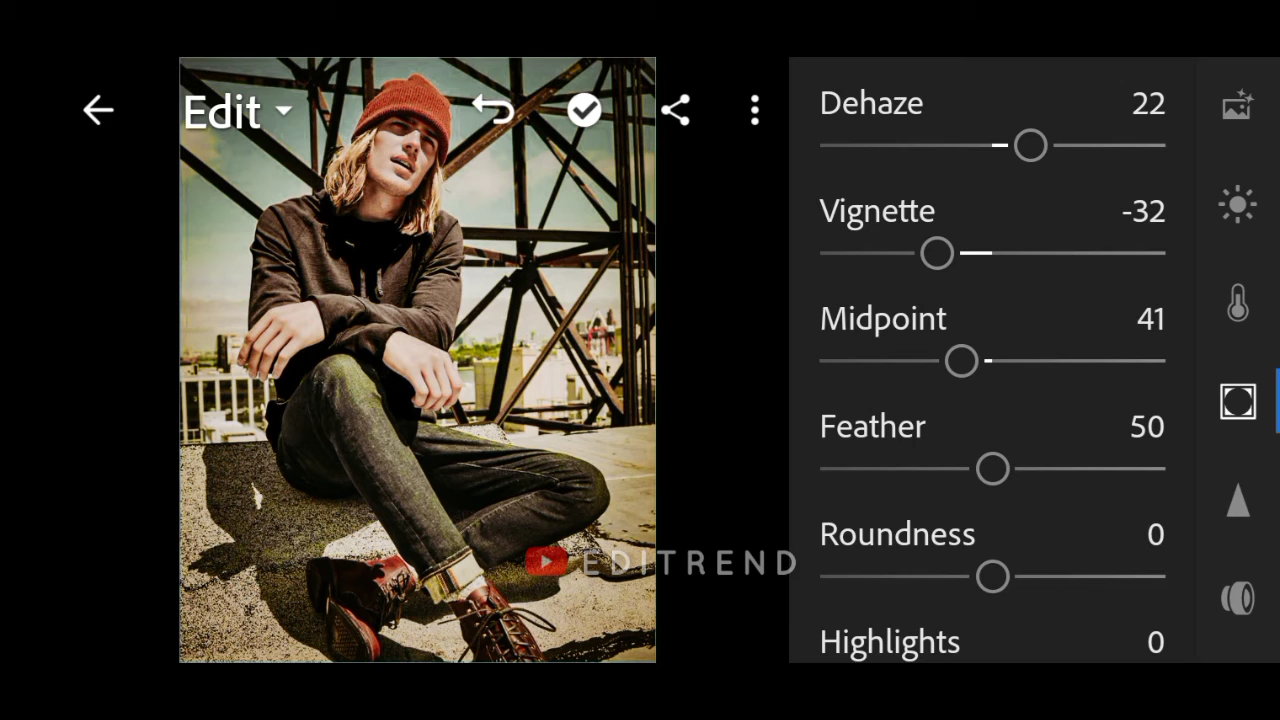 Edit
Dehaze 22
Vignette -32
Midpoint 41
Feather 50
Roundness 0
EDITREND
Highlights 0